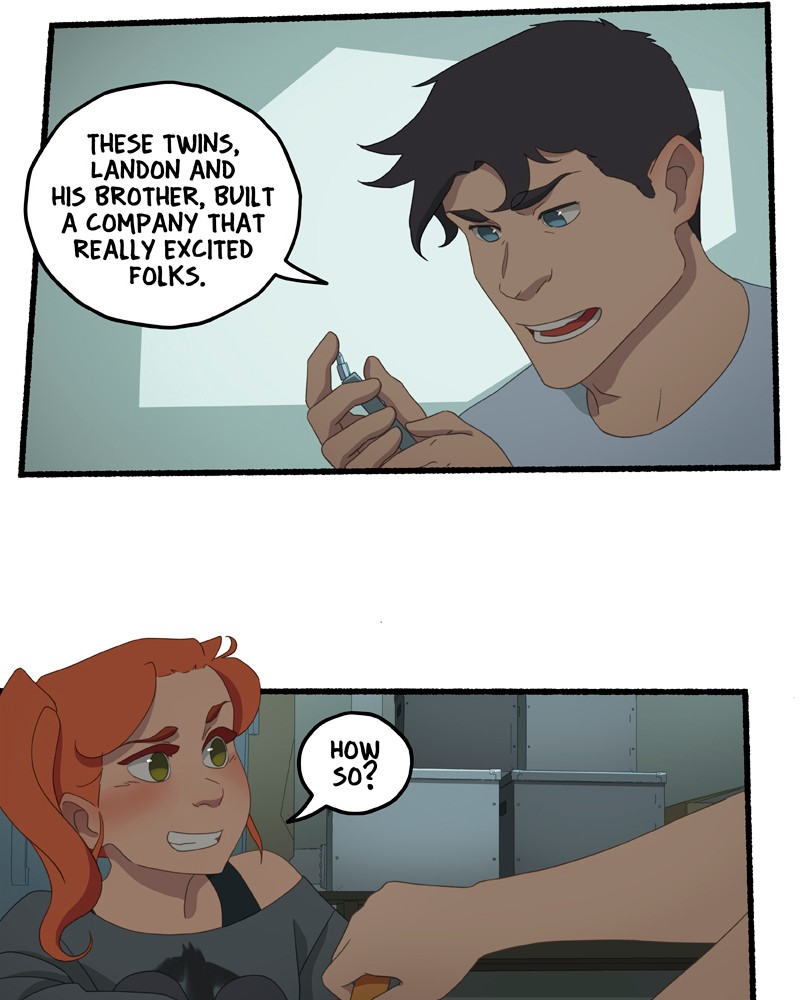 THESE TWINS,
LANDON AND
HIS BROTHER, BUILT
A COMPANY THAT
REALLY EXCITED
FOLKS.
HOW
SO?